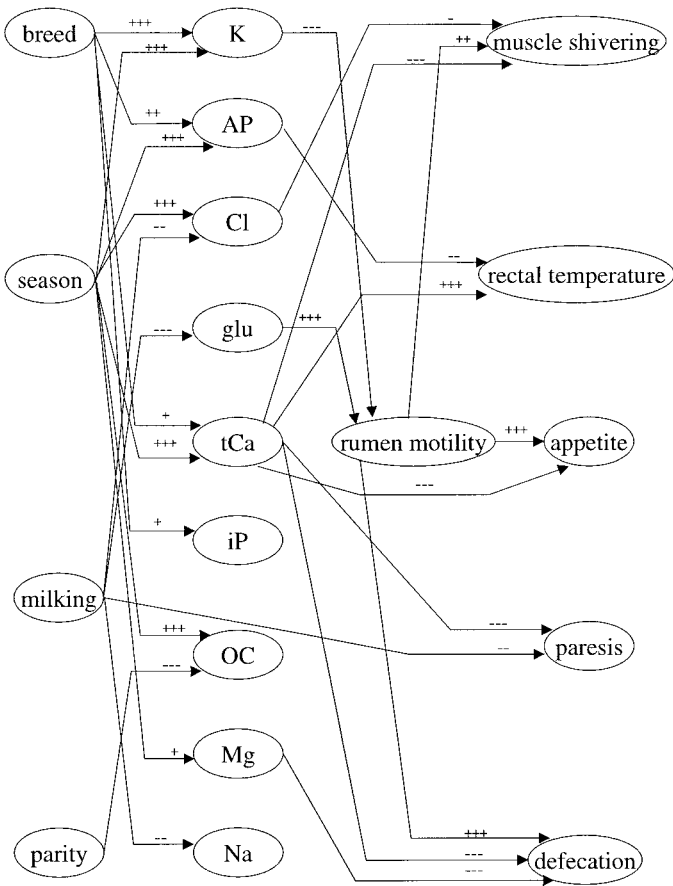 breed +++ K --- - muscle shivering
+++ ++ ---
++ AP
+++
+++ Cl
--
-- rectal temperature
season +++
--- glu +++
+ tCa rumen motility +++ appetite
+++ ---
+ iP
milking
+++ OC --- paresis
--- --
+ Mg
parity -- Na +++ defecation
---
---